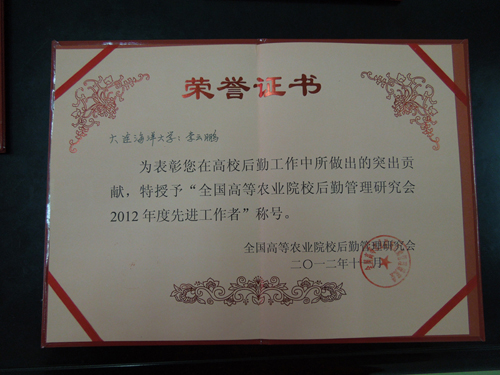 荣誉证书
大连海洋大学：李云鹏
为表彰您在高校后勤工作中所做出的突出贡
献，特授予“全国高等农业院校后勤管理研究会
2012年度先进工作者”称号。
全国高等农业院校后勤管理研究会
二〇一二年十一月